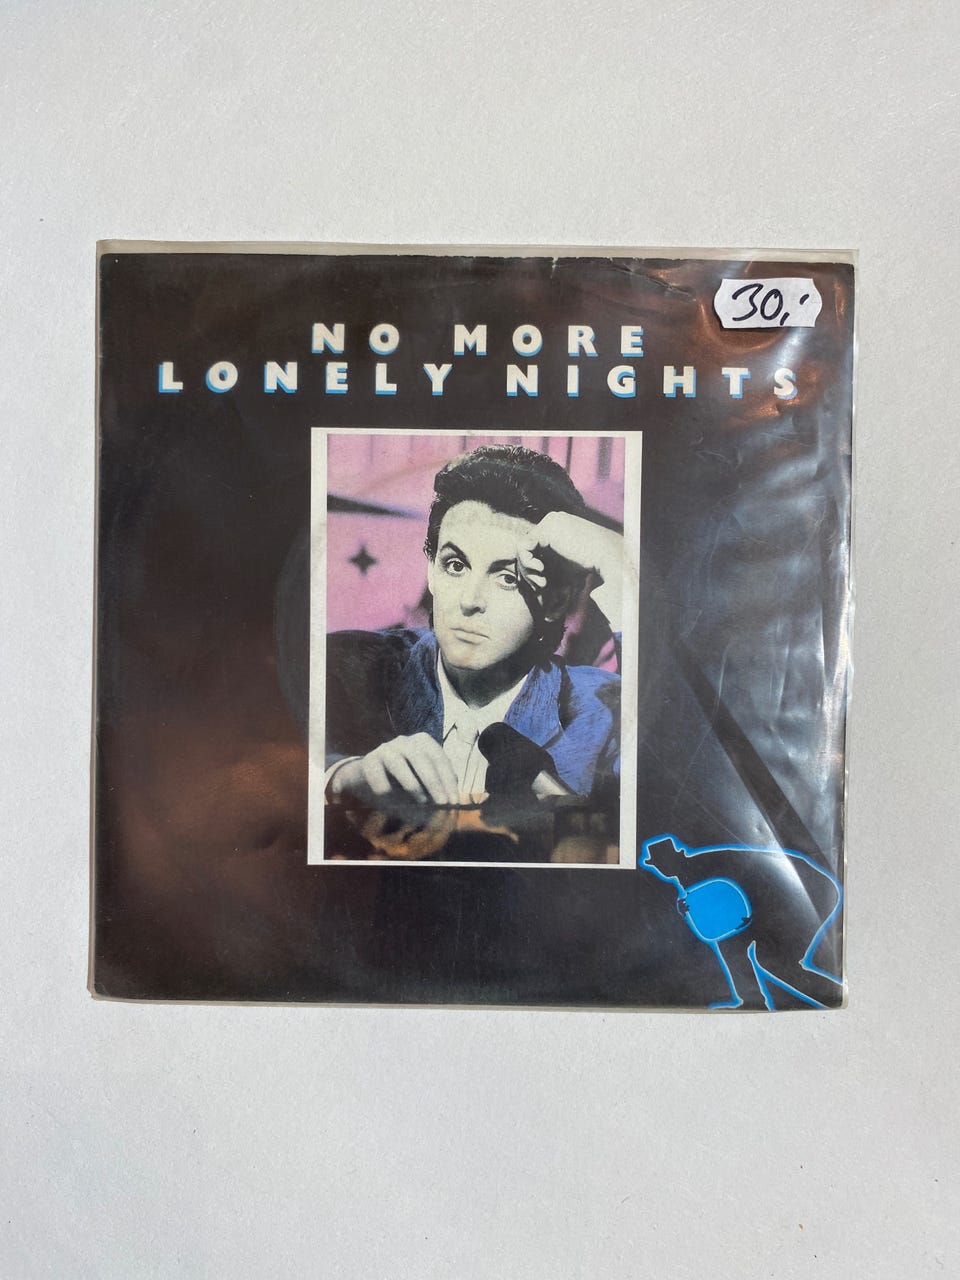 30,-
NO MORE
LONELY NIGHTS